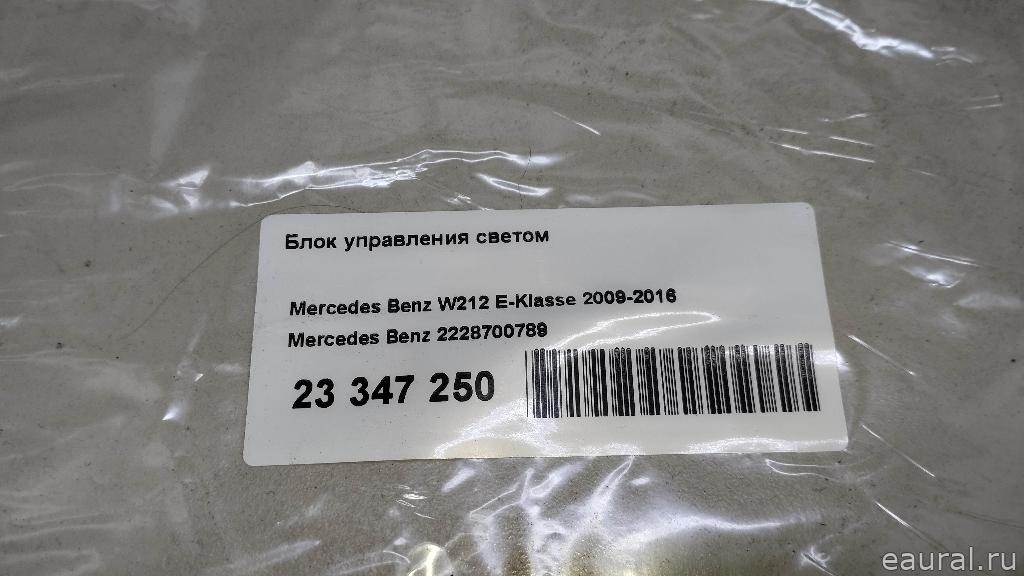 Блок управления светом
Mercedes Benz W212 E-Klasse 2009-2016
Mercedes Benz 2228700789
23 347 250
eaural.ru